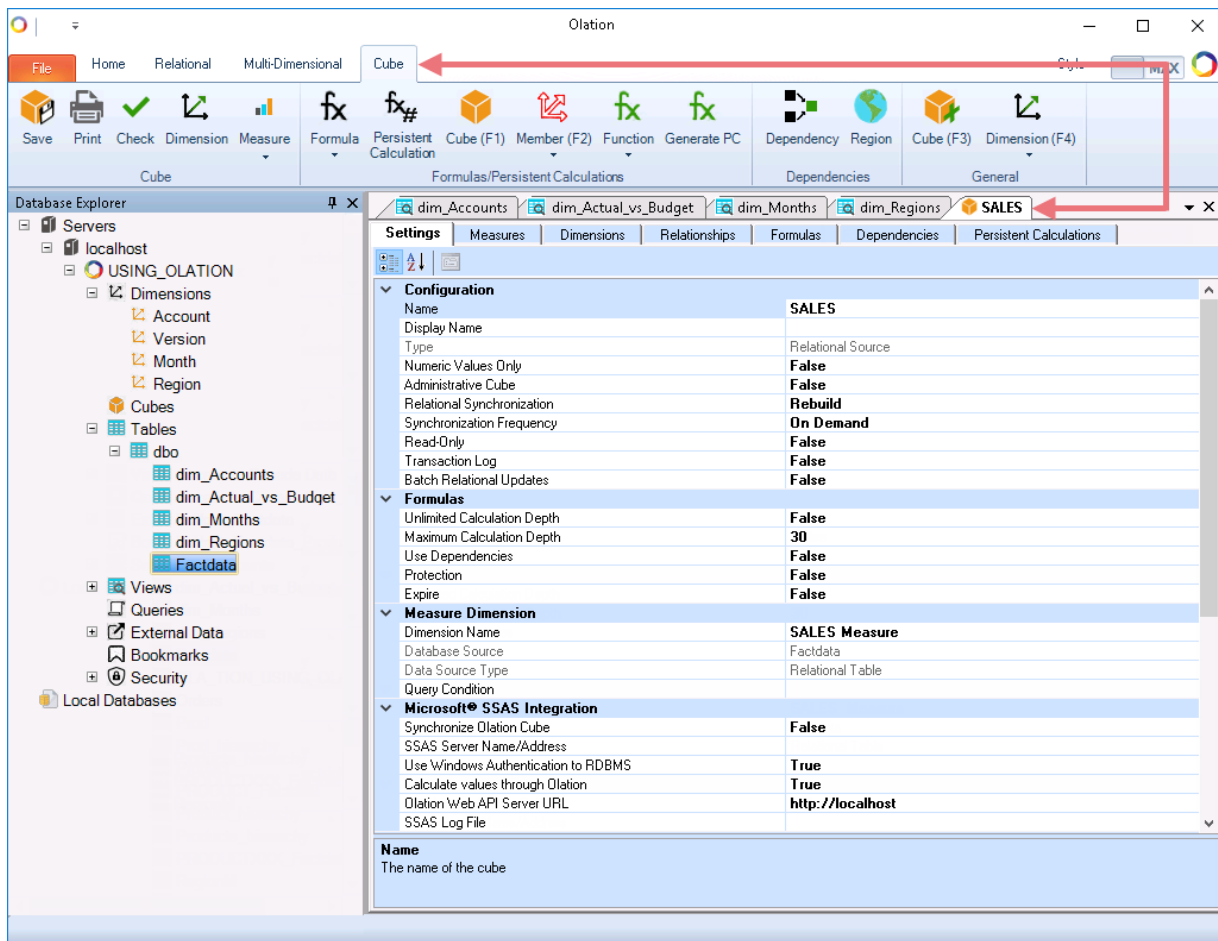 Olation
File Home Relational Multi-Dimensional Cube Style MAX
Save Print Check Dimension Measure Formula Persistent Calculation Cube (F1) Member (F2) Function Generate PC Dependency Region Cube (F3) Dimension (F4)
Cube Formulas/Persistent Calculations Dependencies General
Database Explorer
Servers
localhost
USING_OLATION
Dimensions
Account
Version
Month
Region
Cubes
Tables
dbo
dim_Accounts
dim_Actual_vs_Budget
dim_Months
dim_Regions
Factdata
Views
Queries
External Data
Bookmarks
Security
Local Databases
dim_Accounts dim_Actual_vs_Budget dim_Months dim_Regions SALES
Settings Measures Dimensions Relationships Formulas Dependencies Persistent Calculations
Configuration
Name SALES
Display Name
Type Relational Source
Numeric Values Only False
Administrative Cube False
Relational Synchronization Rebuild
Synchronization Frequency On Demand
Read-Only False
Transaction Log False
Batch Relational Updates False
Formulas
Unlimited Calculation Depth False
Maximum Calculation Depth 30
Use Dependencies False
Protection False
Expire False
Measure Dimension
Dimension Name SALES Measure
Database Source Factdata
Data Source Type Relational Table
Query Condition
Microsoft® SSAS Integration
Synchronize Olation Cube False
SSAS Server Name/Address
Use Windows Authentication to RDBMS True
Calculate values through Olation True
Olation Web API Server URL http://localhost
SSAS Log File
Name
The name of the cube